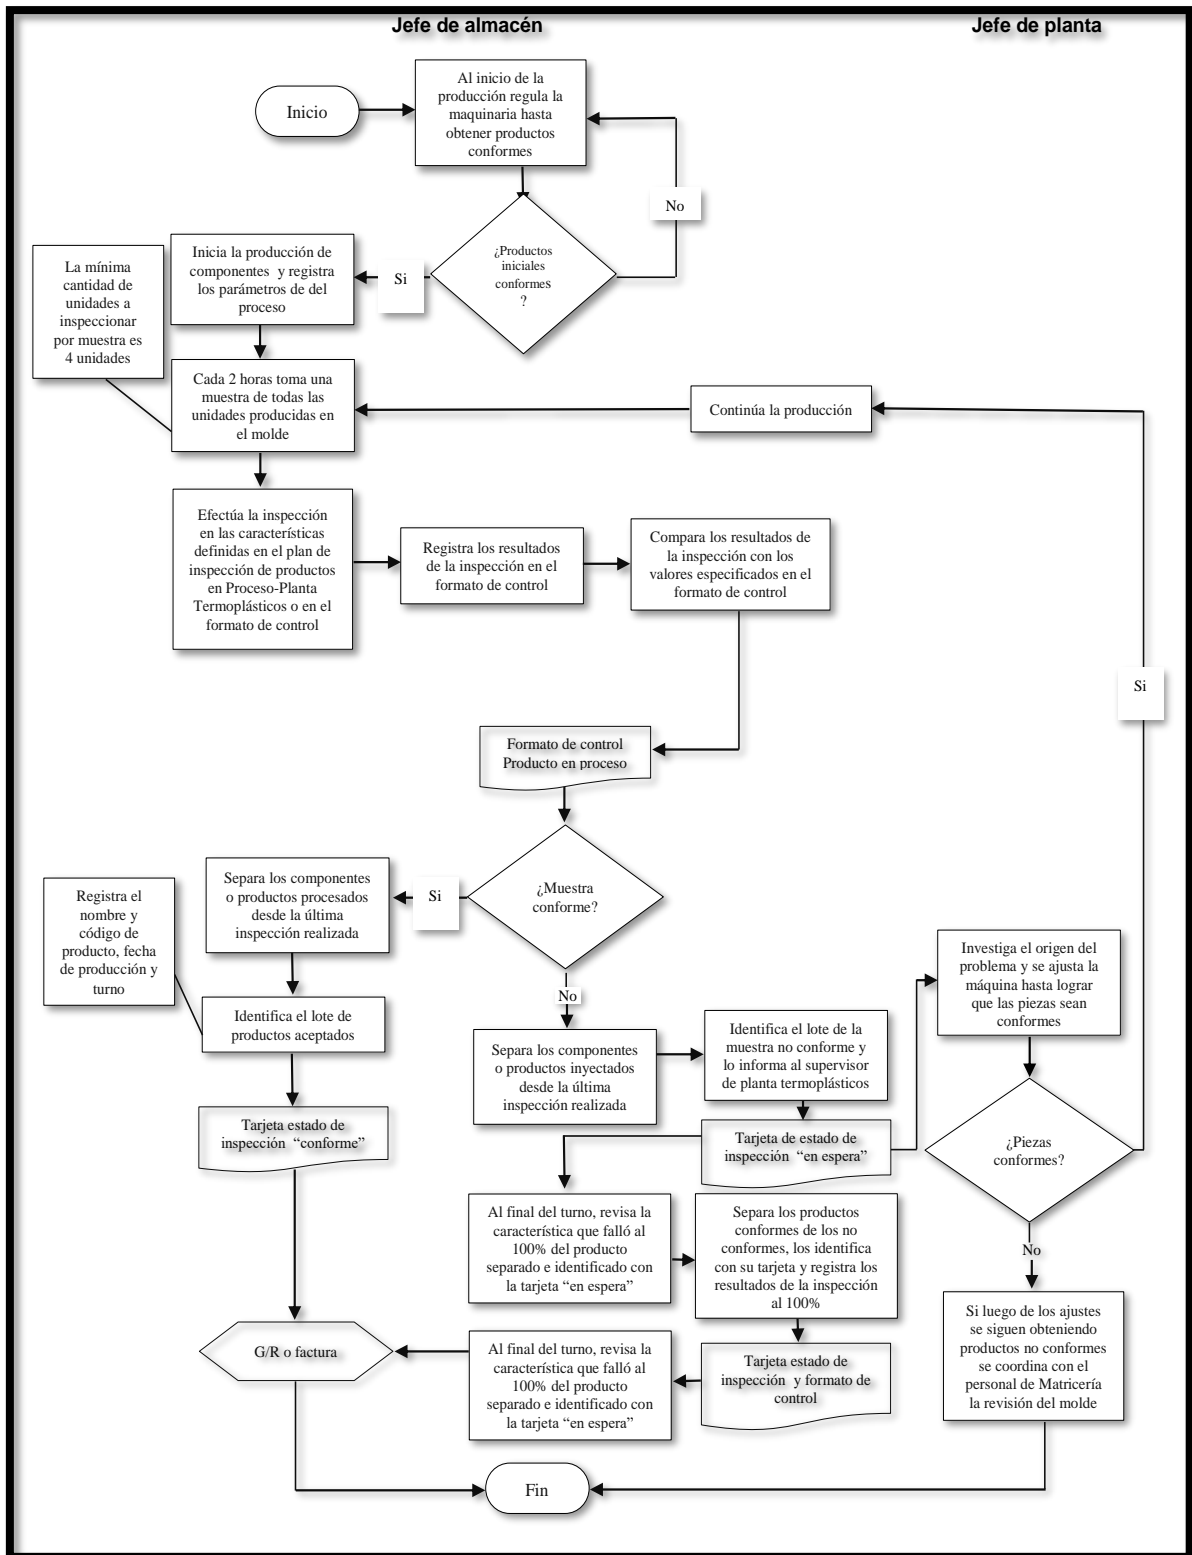 Jefe de almacén
Jefe de planta
Inicio
Al inicio de la
producción regula la
maquinaria hasta
obtener productos
conformes
No
¿Productos
iniciales
conformes
?
Si
Inicia la producción de
componentes y registra
los parámetros de del
proceso
La mínima
cantidad de
unidades a
inspeccionar
por muestra es
4 unidades
Cada 2 horas toma una
muestra de todas las
unidades producidas en
el molde
Continúa la producción
Efectúa la inspección
en las características
definidas en el plan de
inspección de productos
en Proceso-Planta
Termoplásticos o en el
formato de control
Registra los resultados
de la inspección en el
formato de control
Compara los resultados de
la inspección con los
valores especificados en el
formato de control
Si
Formato de control
Producto en proceso
¿Muestra
conforme?
Si
Separa los componentes
o productos procesados
desde la última
inspección realizada
Registra el
nombre y
código de
producto, fecha
de producción y
turno
Identifica el lote de
productos aceptados
Tarjeta estado de
inspección “conforme”
No
Separa los componentes
o productos inyectados
desde la última
inspección realizada
Identifica el lote de la
muestra no conforme y
lo informa al supervisor
de planta termoplásticos
Tarjeta de estado de
inspección “en espera”
Investiga el origen del
problema y se ajusta la
máquina hasta lograr
que las piezas sean
conformes
¿Piezas
conformes?
No
Si luego de los ajustes
se siguen obteniendo
productos no conformes
se coordina con el
personal de Matricería
la revisión del molde
Al final del turno, revisa la
característica que falló al
100% del producto
separado e identificado con
la tarjeta “en espera”
Separa los productos
conformes de los no
conformes, los identifica
con su tarjeta y registra los
resultados de la inspección
al 100%
Tarjeta estado de
inspección y formato de
control
Al final del turno, revisa la
característica que falló al
100% del producto
separado e identificado con
la tarjeta “en espera”
G/R o factura
Fin